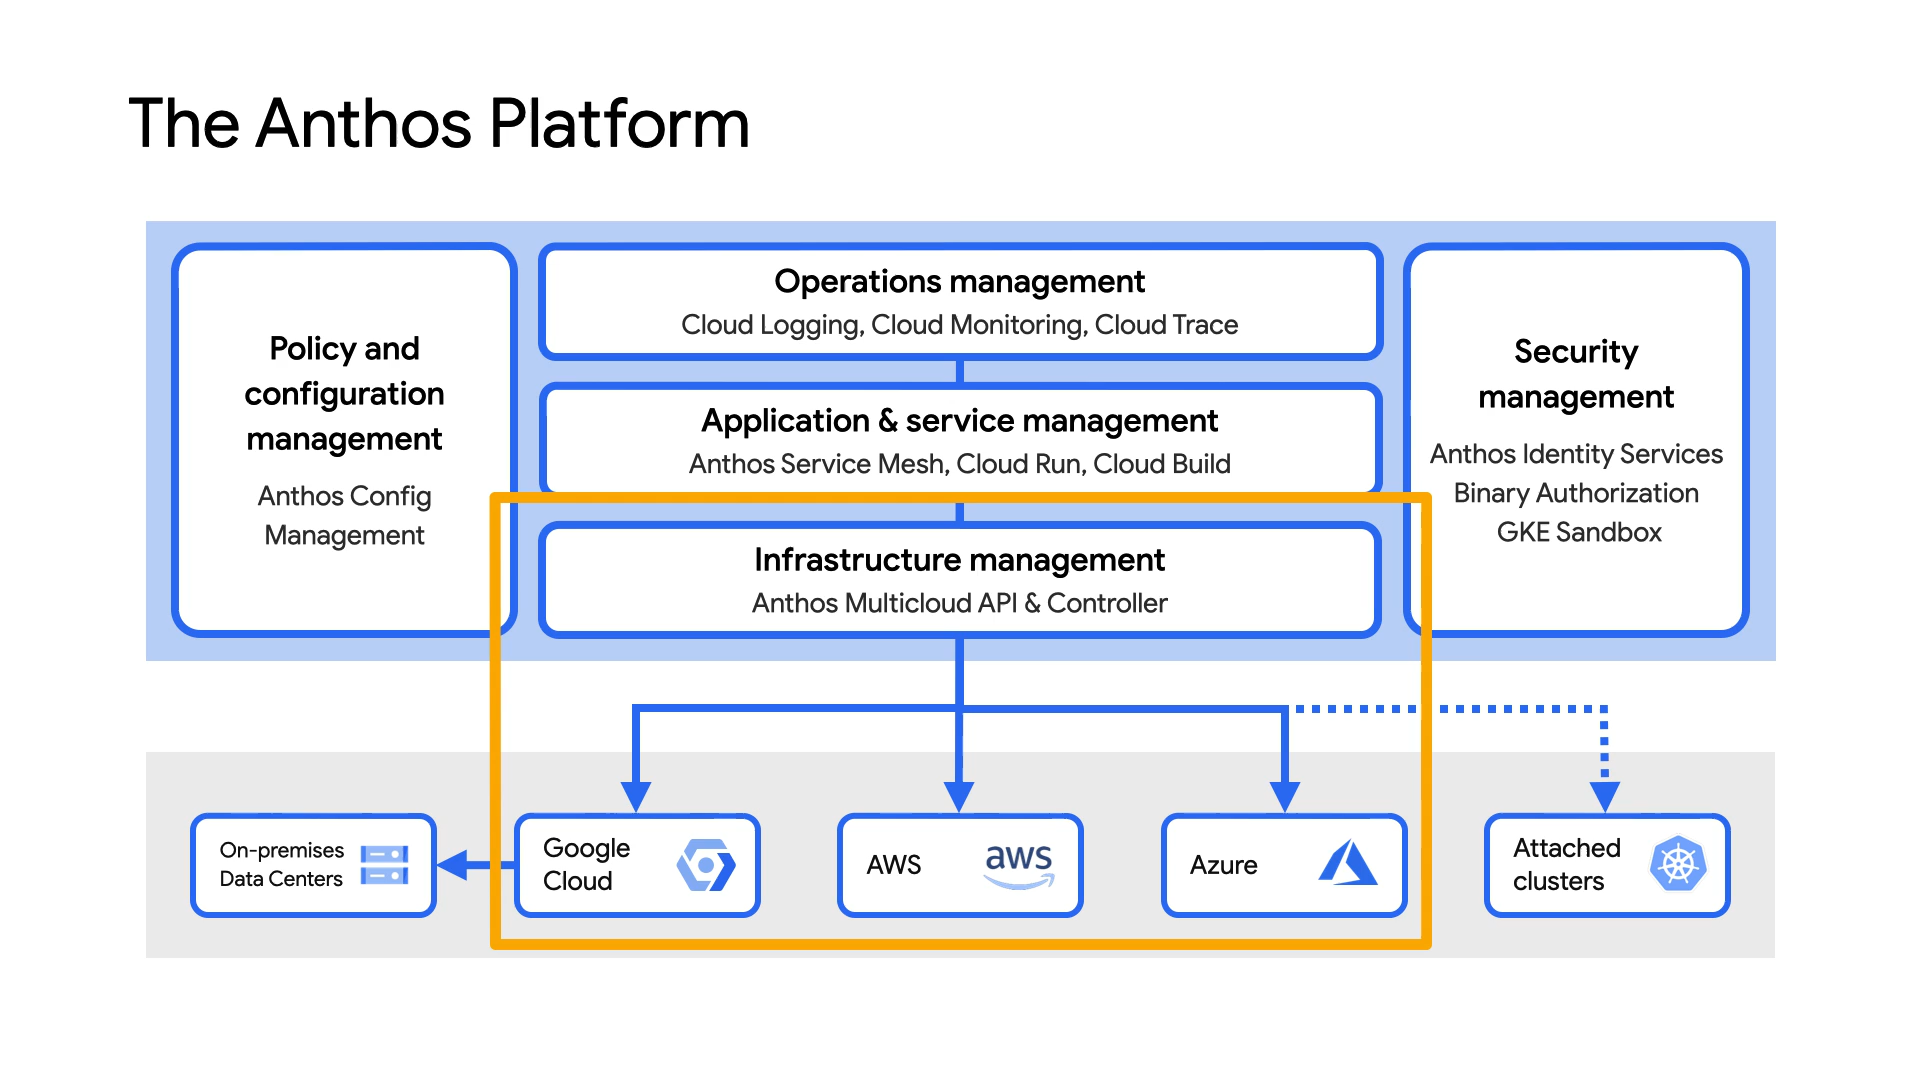 The Anthos Platform
Policy and
configuration
management
Anthos Config
Management
Operations management
Cloud Logging, Cloud Monitoring, Cloud Trace
Application & service management
Anthos Service Mesh, Cloud Run, Cloud Build
Infrastructure management
Anthos Multicloud API & Controller
Security
management
Anthos Identity Services
Binary Authorization
GKE Sandbox
On-premises
Data Centers
Google
Cloud
AWS
aws
Azure
Attached
clusters